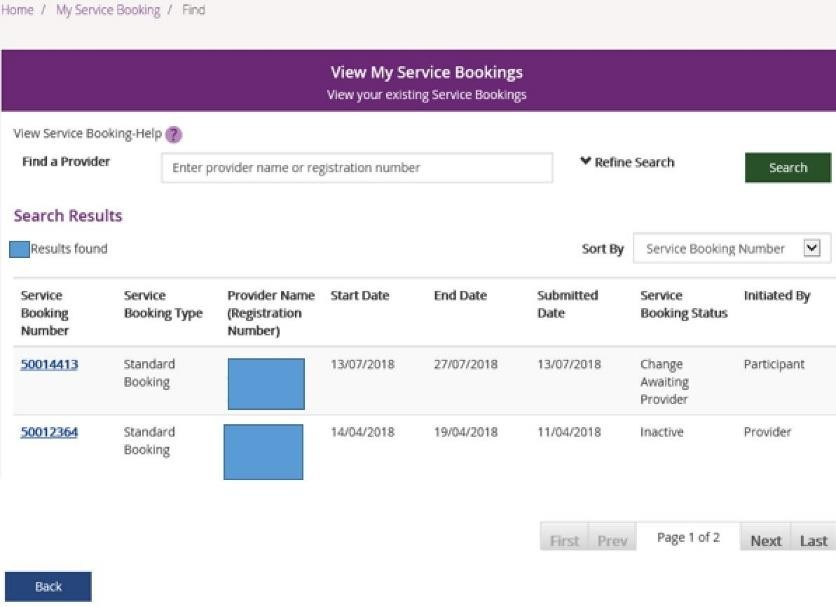 Home / My Service Booking / Find
View My Service Bookings
View your existing Service Bookings
View Service Booking-Help ?
Find a Provider
Enter provider name or registration number
Refine Search
Search
Search Results
Results found
Sort By
Service Booking Number
Service Booking Number
Service Booking Type
Provider Name (Registration Number)
Start Date
End Date
Submitted Date
Service Booking Status
Initiated By
50014413
Standard Booking
13/07/2018
27/07/2018
13/07/2018
Change Awaiting Provider
Participant
50012364
Standard Booking
14/04/2018
19/04/2018
11/04/2018
Inactive
Provider
First Prev Page 1 of 2 Next Last
Back